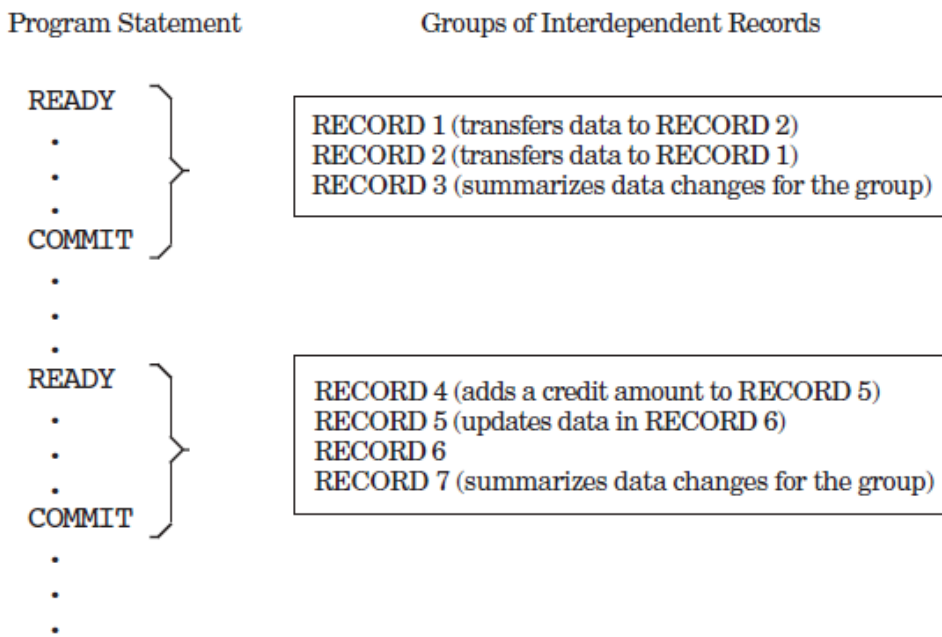 Program Statement Groups of Interdependent Records
READY
.
.
.
COMMIT
RECORD 1 (transfers data to RECORD 2)
RECORD 2 (transfers data to RECORD 1)
RECORD 3 (summarizes data changes for the group)
.
.
.
READY
.
.
.
COMMIT
RECORD 4 (adds a credit amount to RECORD 5)
RECORD 5 (updates data in RECORD 6)
RECORD 6
RECORD 7 (summarizes data changes for the group)
.
.
.